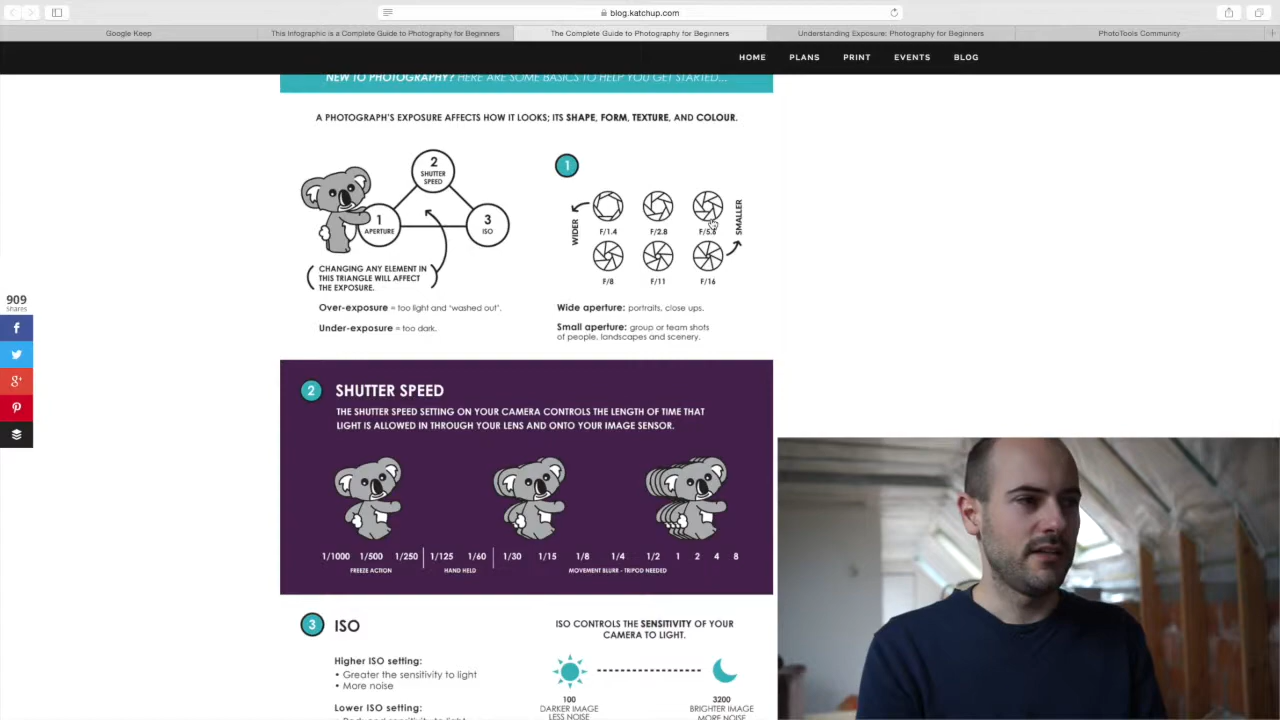 blog.katchup.com
Google Keep
This Infographic is a Complete Guide to Photography for Beginners
The Complete Guide to Photography for Beginners
Understanding Exposure: Photography for Beginners
PhotoTools Community
HOME PLANS PRINT EVENTS BLOG
NEW TO PHOTOGRAPHY? HERE ARE SOME BASICS TO HELP YOU GET STARTED...
A PHOTOGRAPH'S EXPOSURE AFFECTS HOW IT LOOKS; ITS SHAPE, FORM, TEXTURE, AND COLOUR.
2
SHUTTER
SPEED
1
APERTURE
3
ISO
( CHANGING ANY ELEMENT IN
THIS TRIANGLE WILL AFFECT
THE EXPOSURE. )
Over-exposure = too light and 'washed out'.
Under-exposure = too dark.
1
WIDER
SMALLER
F/1.4 F/2.8 F/5.6
F/8 F/11 F/16
Wide aperture: portraits, close ups.
Small aperture: group or team shots
of people, landscapes and scenery.
909
shares
2 SHUTTER SPEED
THE SHUTTER SPEED SETTING ON YOUR CAMERA CONTROLS THE LENGTH OF TIME THAT
LIGHT IS ALLOWED IN THROUGH YOUR LENS AND ONTO YOUR IMAGE SENSOR.
1/1000 1/500 1/250 1/125 1/60 1/30 1/15 1/8 1/4 1/2 1 2 4 8
FREEZE ACTION HAND HELD MOVEMENT BLURR - TRIPOD NEEDED
3 ISO
Higher ISO setting:
• Greater the sensitivity to light
• More noise
Lower ISO setting:
ISO CONTROLS THE SENSITIVITY OF YOUR
CAMERA TO LIGHT.
100
DARKER IMAGE
LESS NOISE
3200
BRIGHTER IMAGE
MORE NOISE